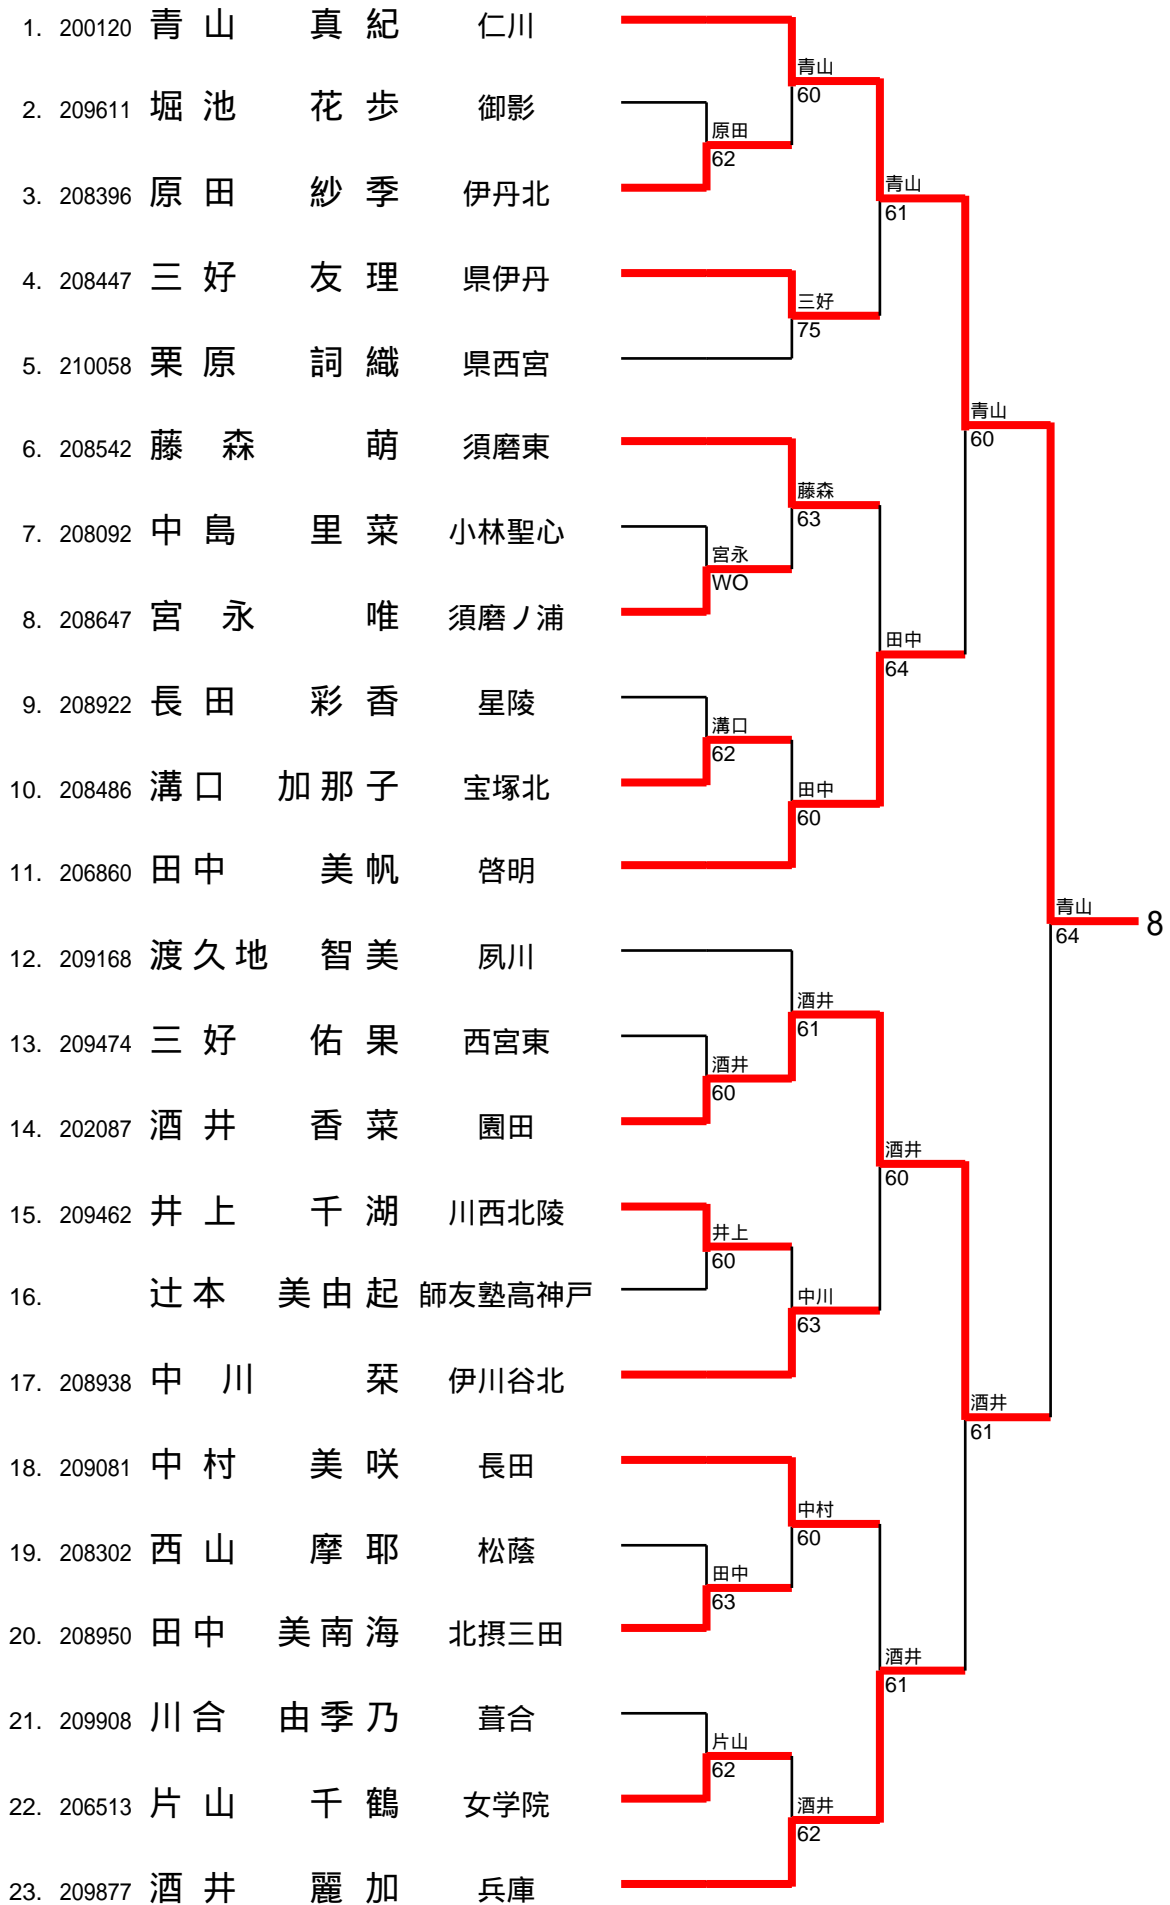 1. 200120 青山 真紀 仁川
青山
60
2. 209611 堀池 花歩 御影
原田
62
3. 208396 原田 紗季 伊丹北
青山
61
4. 208447 三好 友理 県伊丹
三好
75
5. 210058 栗原 詞織 県西宮
青山
60
6. 208542 藤森 萌 須磨東
藤森
63
7. 208092 中島 里菜 小林聖心
宮永
WO
8. 208647 宮永 唯 須磨ノ浦
田中
64
9. 208922 長田 彩香 星陵
溝口
62
10. 208486 溝口 加那子 宝塚北
田中
60
11. 206860 田中 美帆 啓明
青山
64
8
12. 209168 渡久地 智美 夙川
酒井
61
13. 209474 三好 佑果 西宮東
酒井
60
14. 202087 酒井 香菜 園田
酒井
60
15. 209462 井上 千湖 川西北陵
井上
60
16. 辻本 美由起 師友塾高神戸
中川
63
17. 208938 中川 栞 伊川谷北
酒井
61
18. 209081 中村 美咲 長田
中村
60
19. 208302 西山 摩耶 松蔭
田中
63
20. 208950 田中 美南海 北摂三田
酒井
61
21. 209908 川合 由季乃 葺合
片山
62
22. 206513 片山 千鶴 女学院
酒井
62
23. 209877 酒井 麗加 兵庫